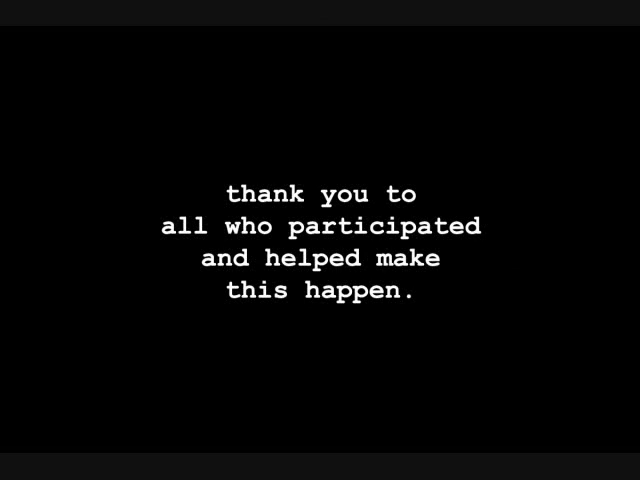 thank you to
all who participated
and helped make
this happen.